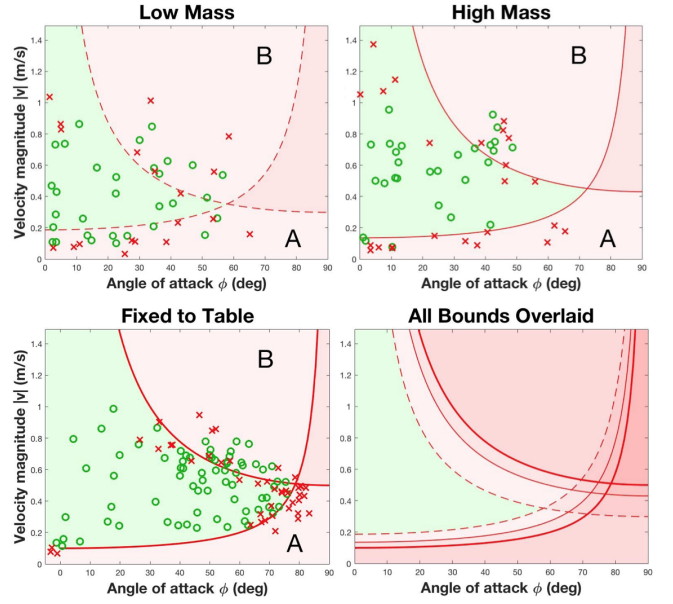 Low Mass
High Mass
Velocity magnitude |v| (m/s)
1.4
1.2
1
0.8
0.6
0.4
0.2
0
B
A
0 10 20 30 40 50 60 70 80 90
Angle of attack ϕ (deg)
1.4
1.2
1
0.8
0.6
0.4
0.2
0
B
A
0 10 20 30 40 50 60 70 80 90
Angle of attack ϕ (deg)
Fixed to Table
All Bounds Overlaid
Velocity magnitude |v| (m/s)
1.4
1.2
1
0.8
0.6
0.4
0.2
0
B
A
0 10 20 30 40 50 60 70 80 90
Angle of attack ϕ (deg)
1.4
1.2
1
0.8
0.6
0.4
0.2
0
0 10 20 30 40 50 60 70 80 90
Angle of attack ϕ (deg)